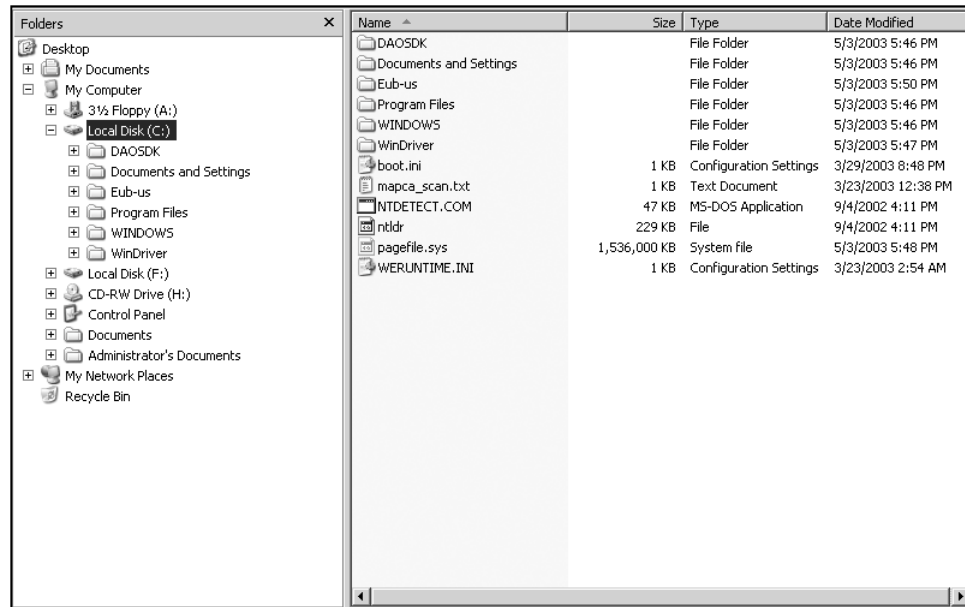 Folders
Desktop
My Documents
My Computer
3½ Floppy (A:)
Local Disk (C:)
DAOSDK
Documents and Settings
Eub-us
Program Files
WINDOWS
WinDriver
Local Disk (F:)
CD-RW Drive (H:)
Control Panel
Documents
Administrator's Documents
My Network Places
Recycle Bin
Name Size Type Date Modified
DAOSDK File Folder 5/3/2003 5:46 PM
Documents and Settings File Folder 5/3/2003 5:46 PM
Eub-us File Folder 5/3/2003 5:50 PM
Program Files File Folder 5/3/2003 5:46 PM
WINDOWS File Folder 5/3/2003 5:46 PM
WinDriver File Folder 5/3/2003 5:47 PM
boot.ini 1 KB Configuration Settings 3/29/2003 8:48 PM
mapca_scan.txt 1 KB Text Document 3/23/2003 12:38 PM
NTDETECT.COM 47 KB MS-DOS Application 9/4/2002 4:11 PM
ntldr 229 KB File 9/4/2002 4:11 PM
pagefile.sys 1,536,000 KB System file 5/3/2003 5:48 PM
WERUNTIME.INI 1 KB Configuration Settings 3/23/2003 2:54 AM